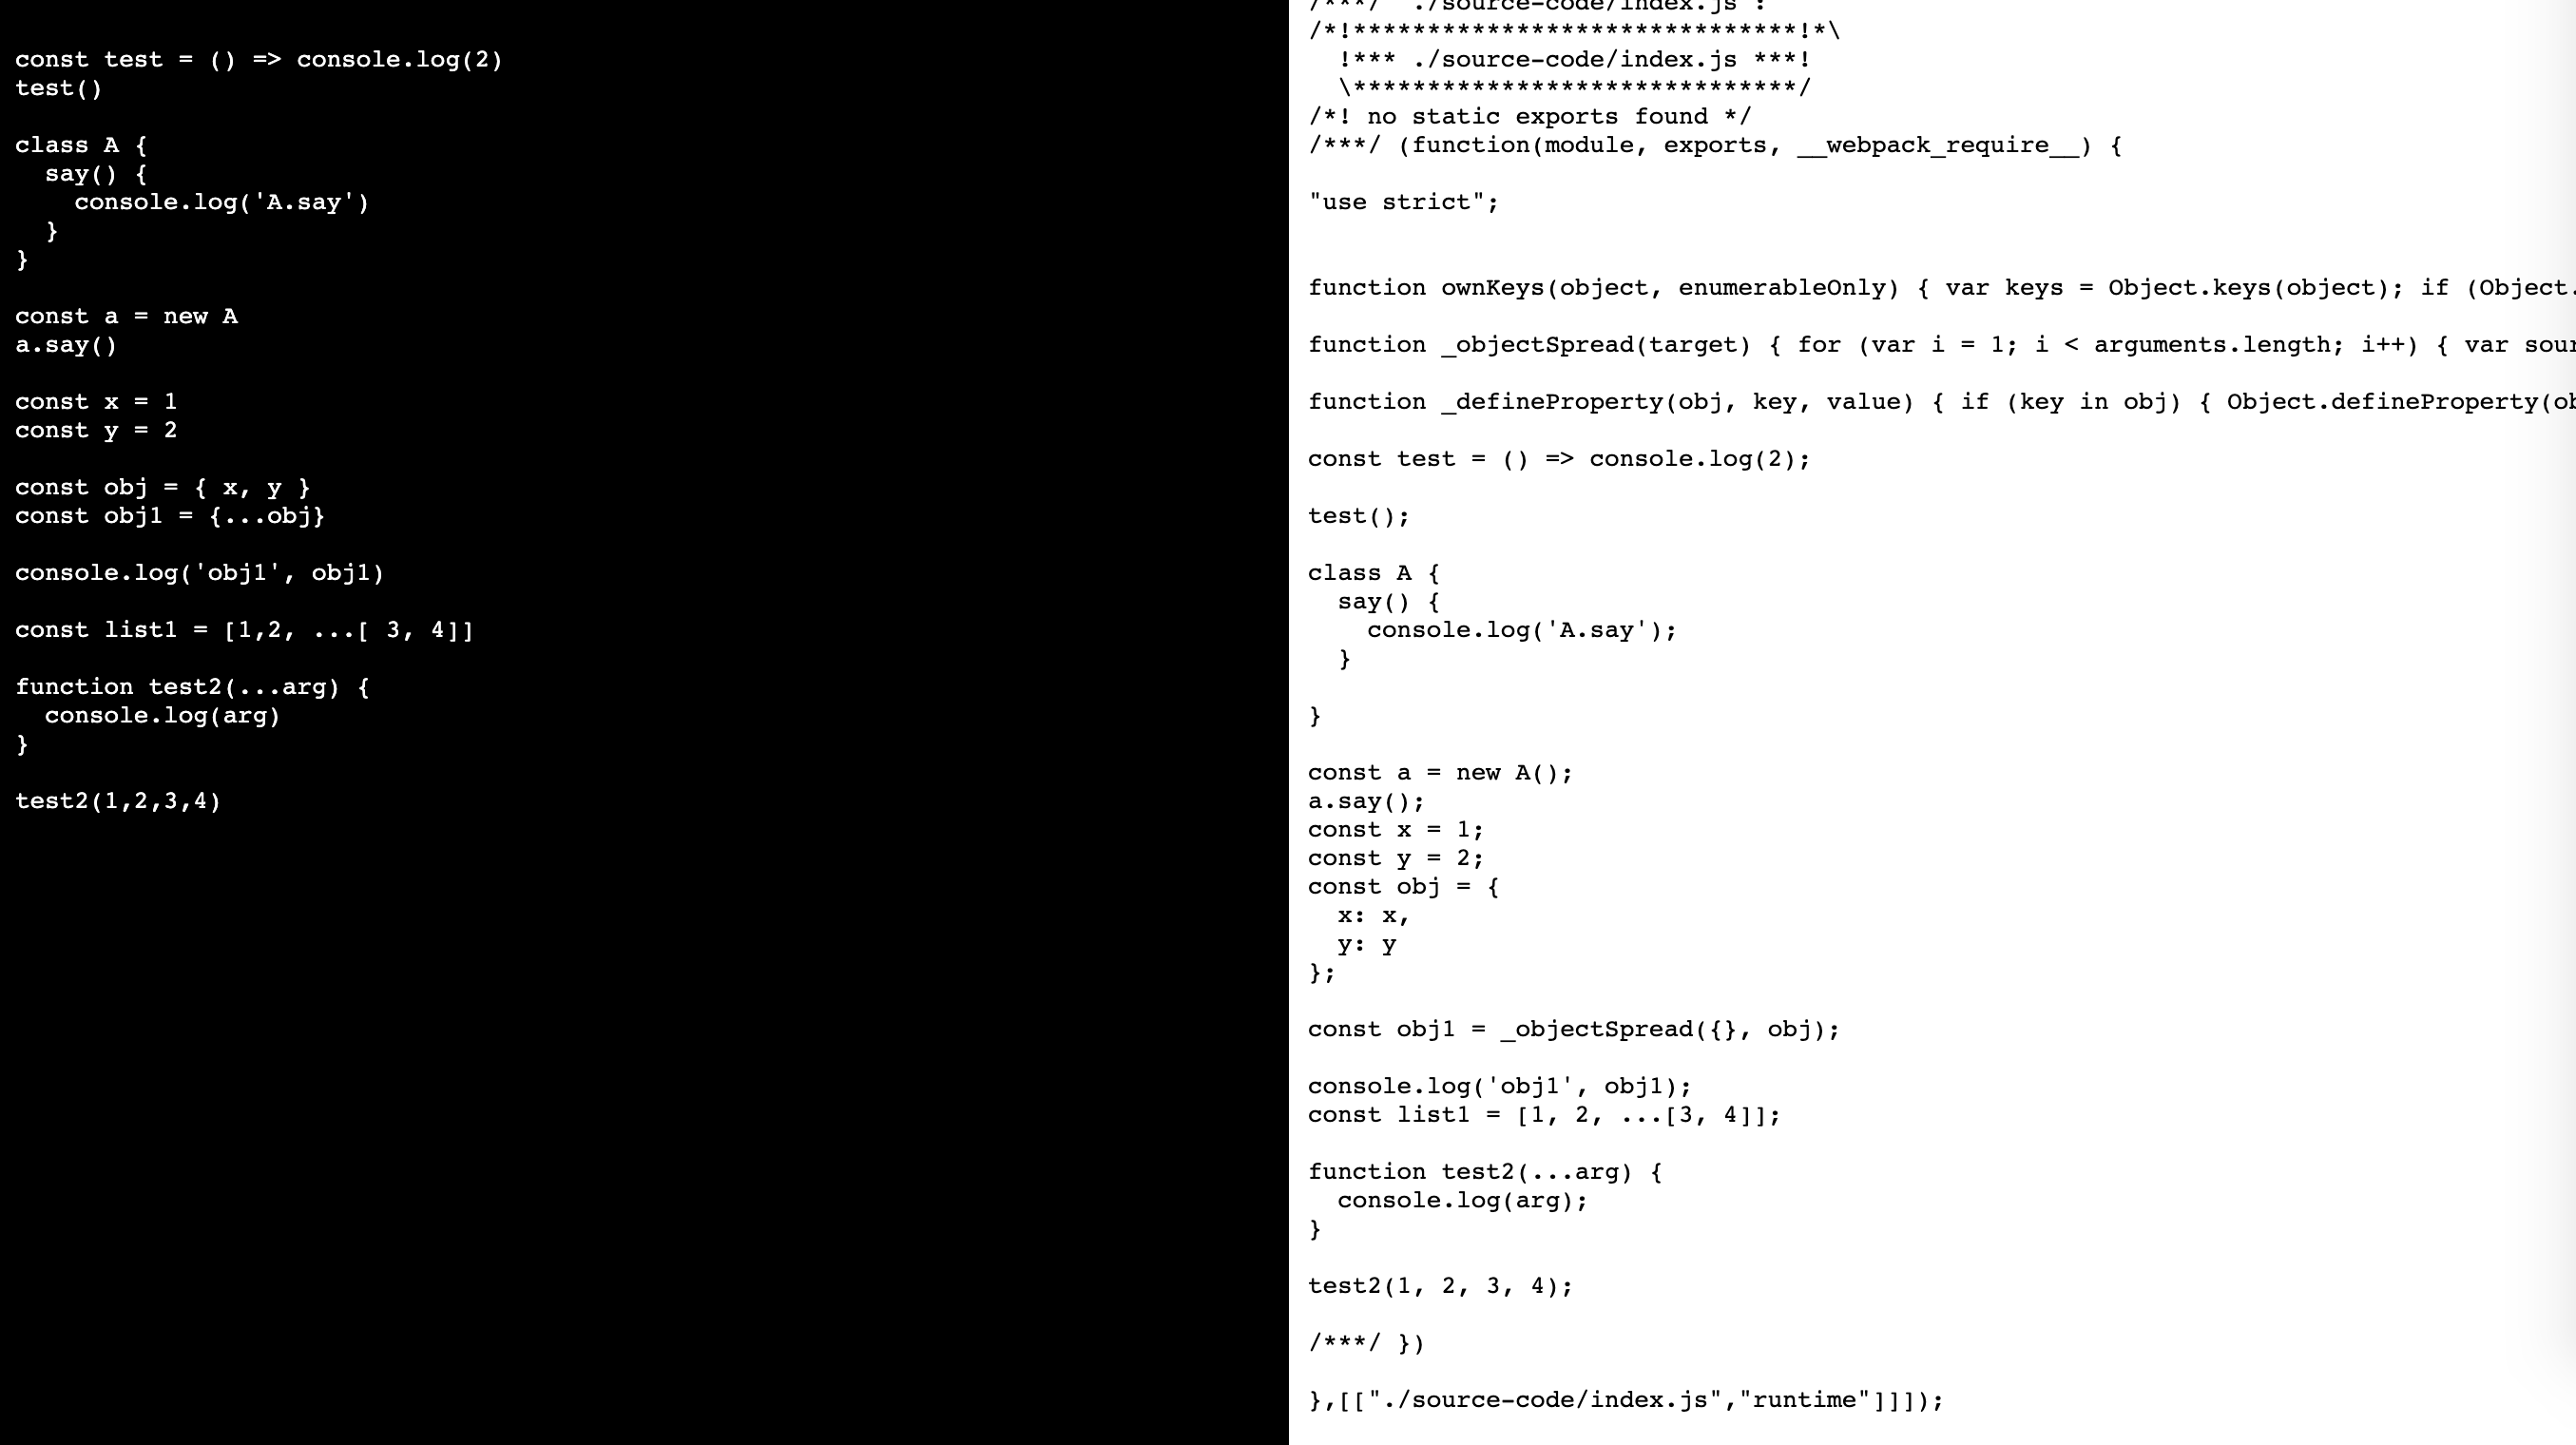 const test = () => console.log(2)
test()
class A {
  say() {
    console.log('A.say')
  }
}
const a = new A
a.say()
const x = 1
const y = 2
const obj = { x, y }
const obj1 = {...obj}
console.log('obj1', obj1)
const list1 = [1,2, ...[ 3, 4]]
function test2(...arg) {
  console.log(arg)
}
test2(1,2,3,4)
/***/ "./source-code/index.js":
/*!******************************!*\
  !*** ./source-code/index.js ***!
  \******************************/
/*! no static exports found */
/***/ (function(module, exports, __webpack_require__) {
"use strict";
function ownKeys(object, enumerableOnly) { var keys = Object.keys(object); if (Object.
function _objectSpread(target) { for (var i = 1; i < arguments.length; i++) { var sour
function _defineProperty(obj, key, value) { if (key in obj) { Object.defineProperty(ob
const test = () => console.log(2);
test();
class A {
  say() {
    console.log('A.say');
  }
}
const a = new A();
a.say();
const x = 1;
const y = 2;
const obj = {
  x: x,
  y: y
};
const obj1 = _objectSpread({}, obj);
console.log('obj1', obj1);
const list1 = [1, 2, ...[3, 4]];
function test2(...arg) {
  console.log(arg);
}
test2(1, 2, 3, 4);
/***/ })
},[["./source-code/index.js","runtime"]]]);